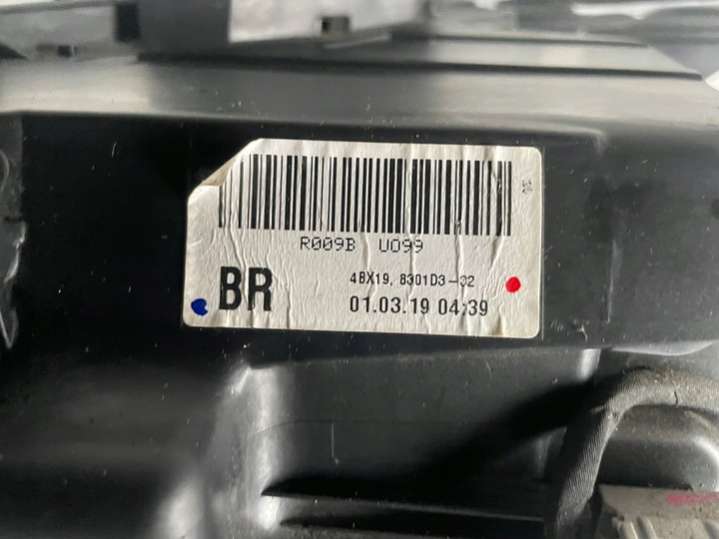 R009B U099
BR
4BX19, 8301D3-32
01.03.19 04:39